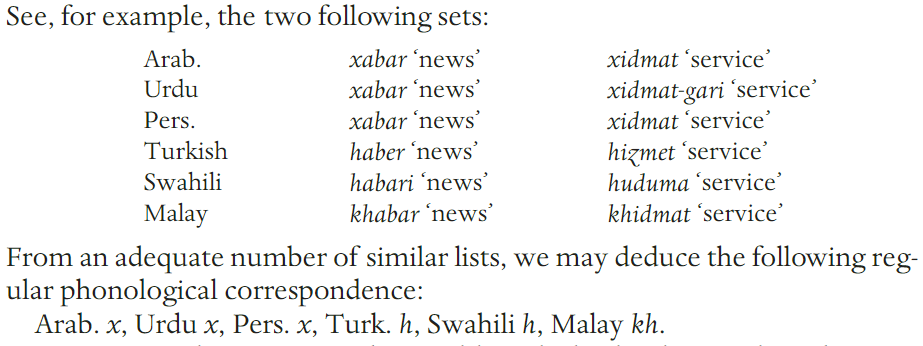 See, for example, the two following sets:
Arab. xabar ‘news’ xidmat ‘service’
Urdu xabar ‘news’ xidmat-gari ‘service’
Pers. xabar ‘news’ xidmat ‘service’
Turkish haber ‘news’ hizmet ‘service’
Swahili habari ‘news’ huduma ‘service’
Malay khabar ‘news’ khidmat ‘service’
From an adequate number of similar lists, we may deduce the following reg-
ular phonological correspondence:
Arab. x, Urdu x, Pers. x, Turk. h, Swahili h, Malay kh.